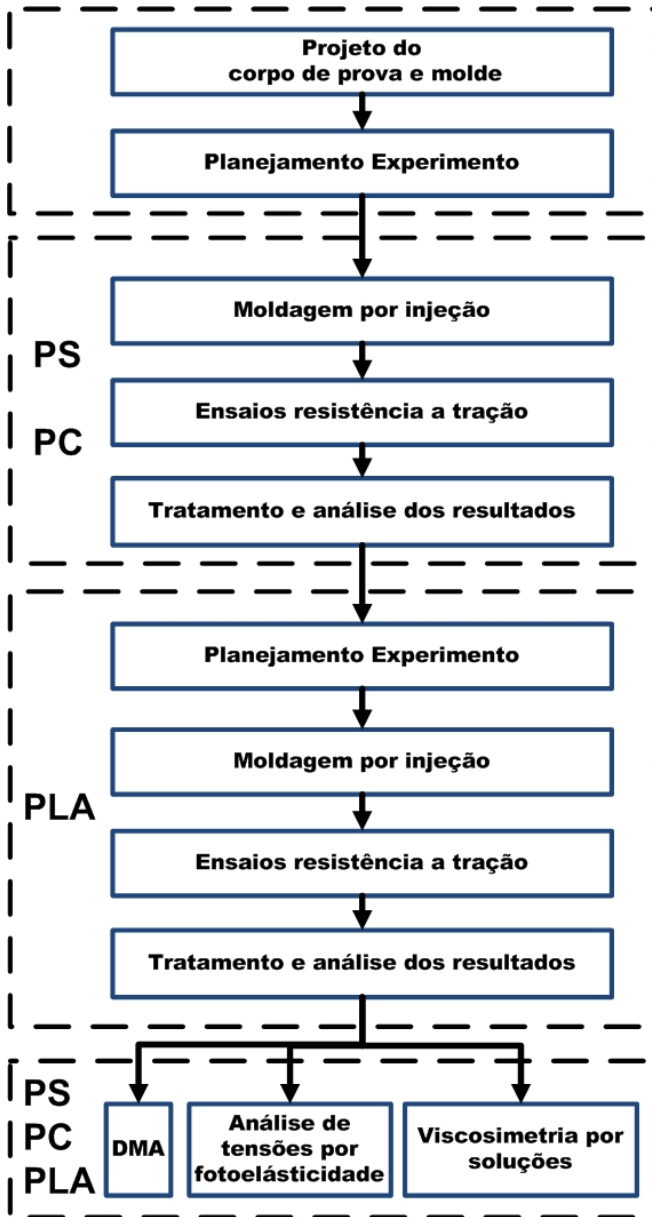 Projeto do
corpo de prova e molde
Planejamento Experimento
PS
PC
Moldagem por injeção
Ensaios resistência a tração
Tratamento e análise dos resultados
PLA
Planejamento Experimento
Moldagem por injeção
Ensaios resistência a tração
Tratamento e análise dos resultados
PS
PC
PLA
DMA
Análise de
tensões por
fotoelásticidade
Viscosimetria por
soluções